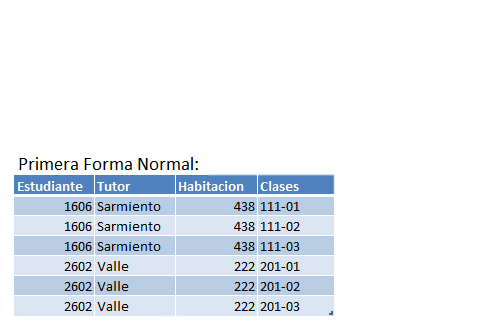 Primera Forma Normal:
Estudiante Tutor Habitacion Clases
1606 Sarmiento 438 111-01
1606 Sarmiento 438 111-02
1606 Sarmiento 438 111-03
2602 Valle 222 201-01
2602 Valle 222 201-02
2602 Valle 222 201-03